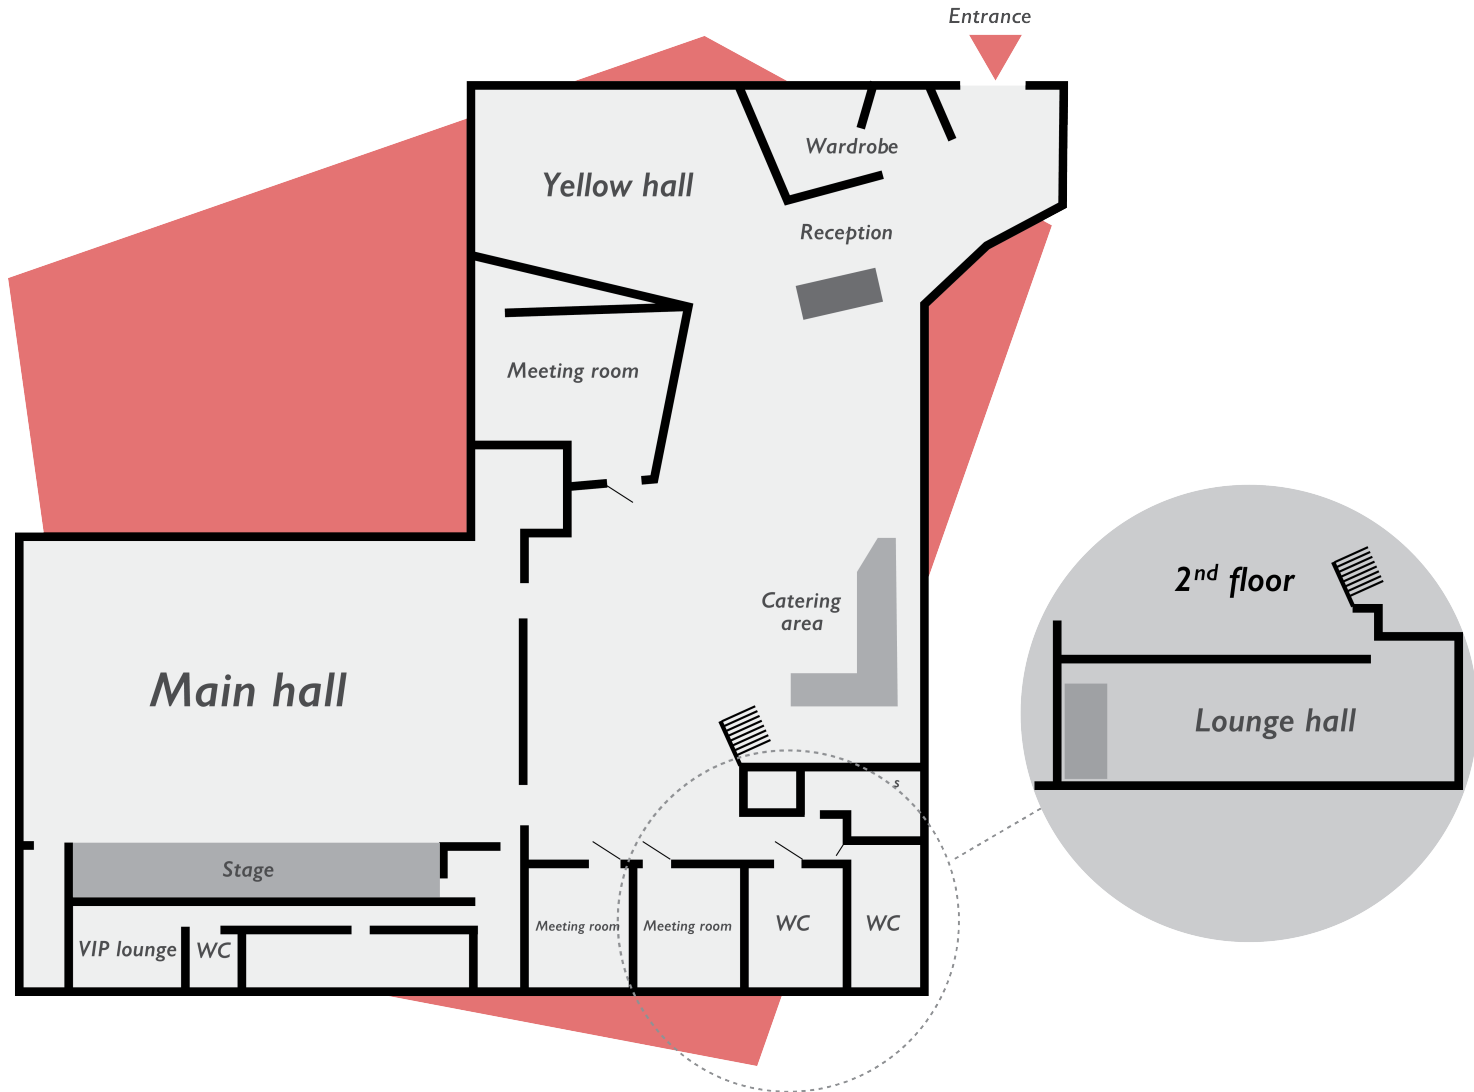 Entrance
Wardrobe
Yellow hall
Reception
Meeting room
2nd floor
Catering
area
Main hall
Lounge hall
s
Stage
Meeting room
Meeting room
WC
WC
VIP lounge
WC